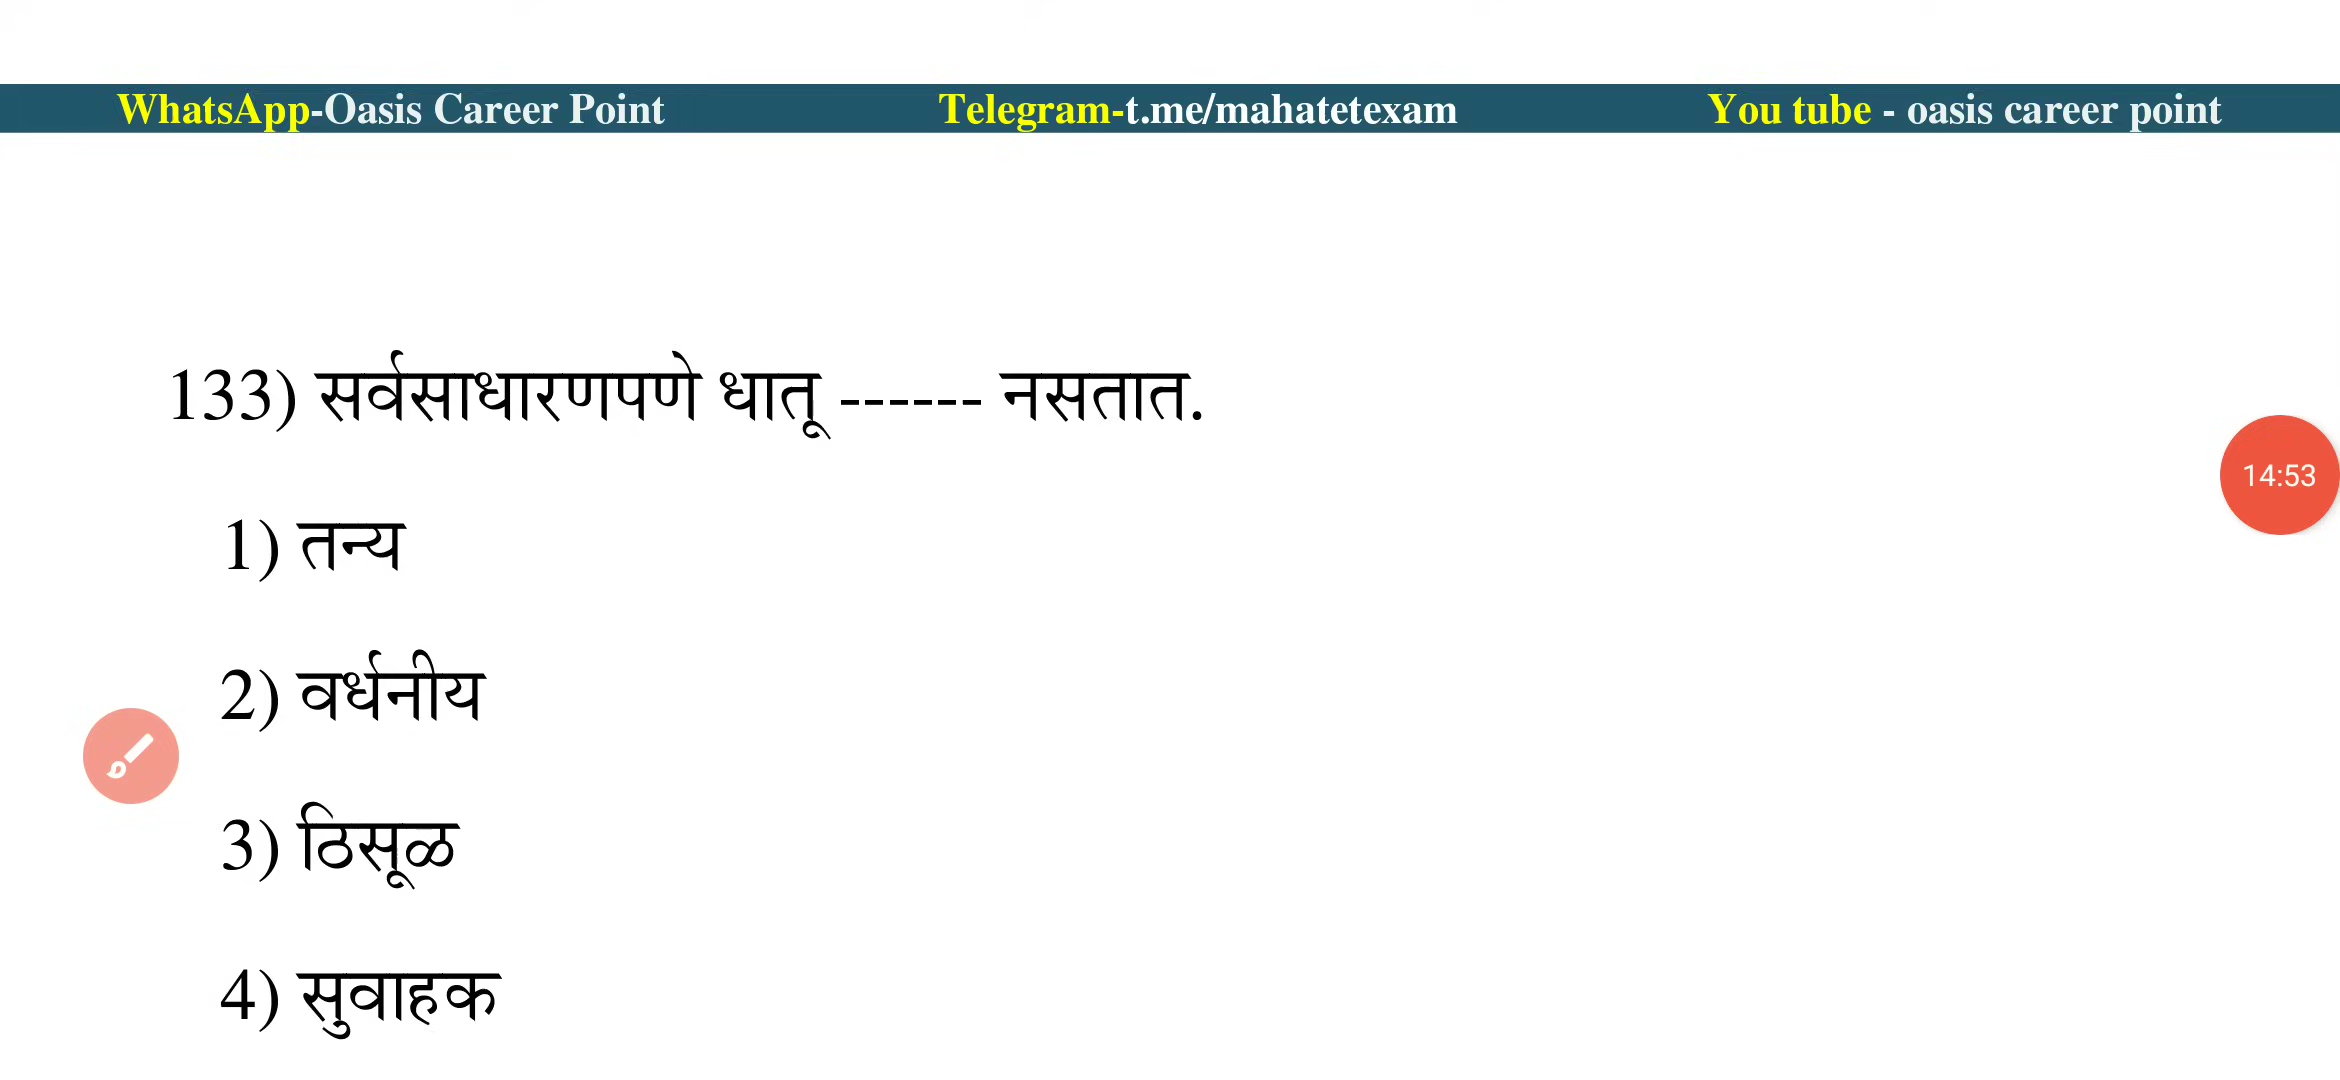 WhatsApp-Oasis Career Point Telegram-t.me/mahatetexam You tube - oasis career point
133) सर्वसाधारणपणे धातू ------ नसतात.
14:53
1) तन्य
2) वर्धनीय
3) ठिसूळ
4) सुवाहक